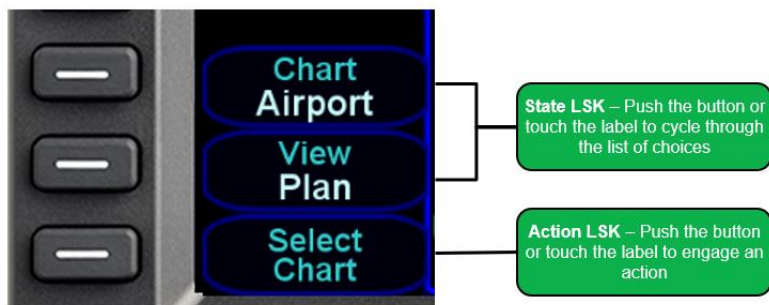 Chart
Airport
View
Plan
Select
Chart
State LSK – Push the button or
touch the label to cycle through
the list of choices
Action LSK – Push the button
or touch the label to engage an
action